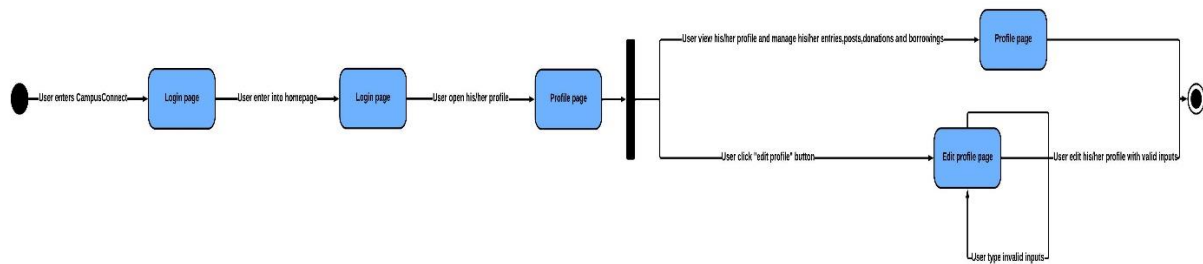 User view his/her profile and manage his/her entries,posts,donations and borrowings
Profile page
User enters CampusConnect
Login page
User enter into homepage
Login page
User open his/her profile
Profile page
User click "edit profile" button
Edit profile page
User edit his/her profile with valid inputs
User type invalid inputs